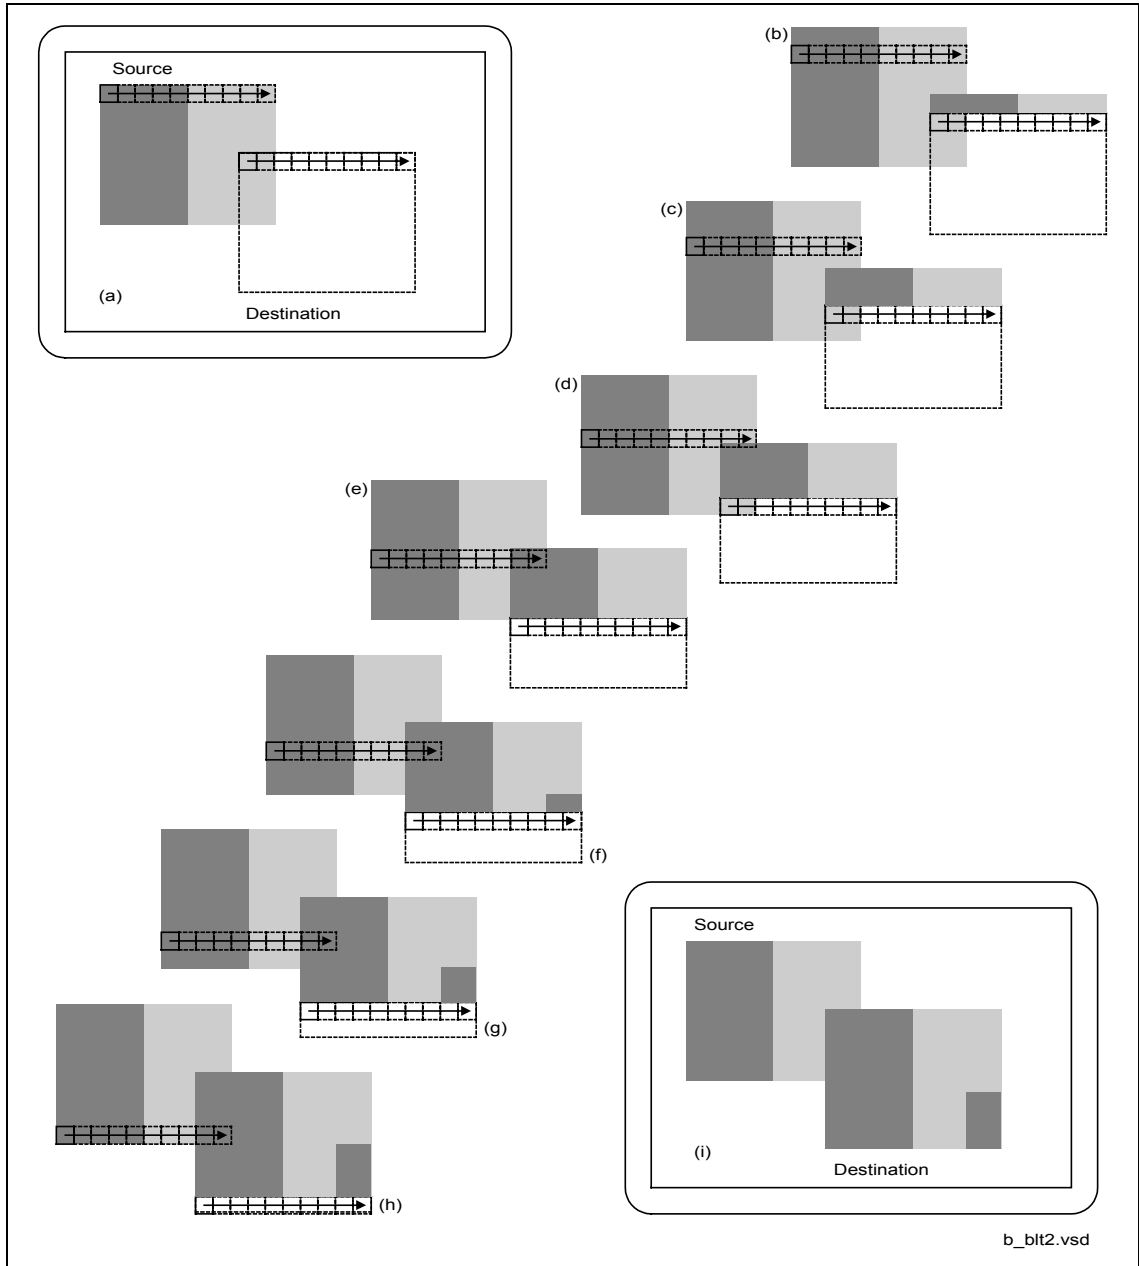 Source
(a)
Destination
(b)
(c)
(d)
(e)
(f)
(g)
(h)
Source
(i)
Destination
b_blt2.vsd